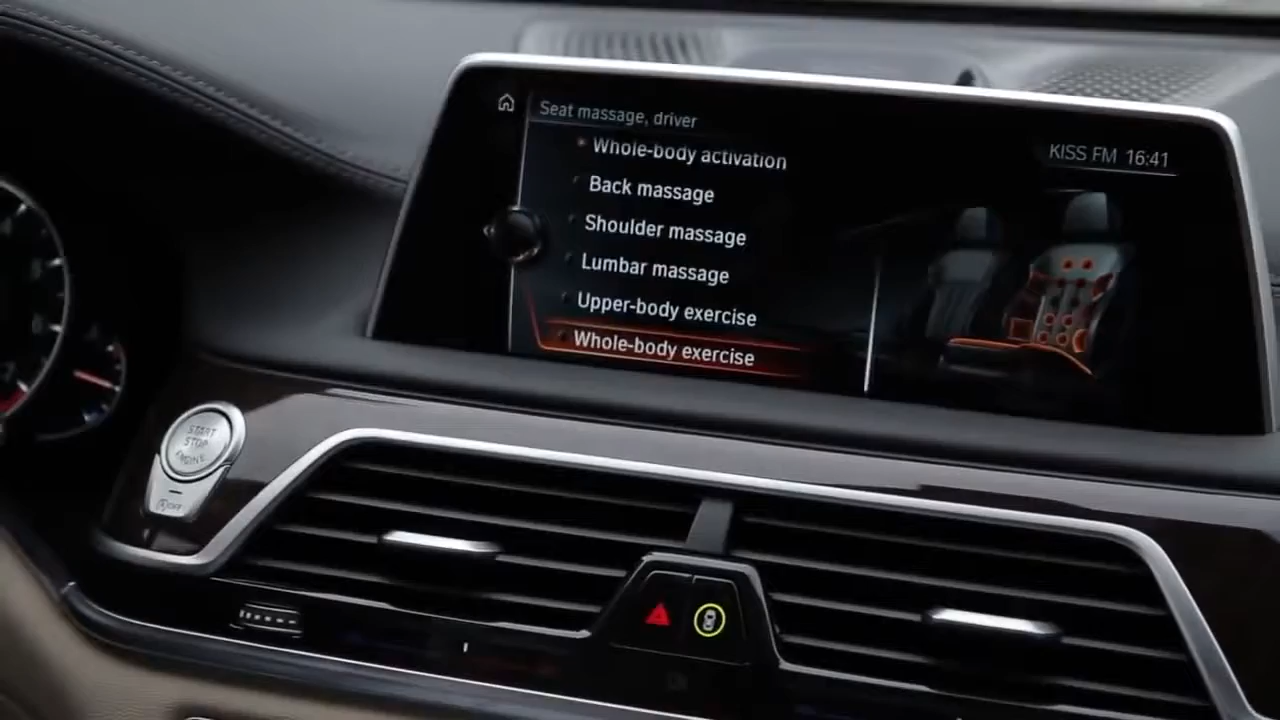 Seat massage, driver
KISS FM 16:41
Whole-body activation
Back massage
Shoulder massage
Lumbar massage
Upper-body exercise
Whole-body exercise
START
STOP
ENGINE
OFF